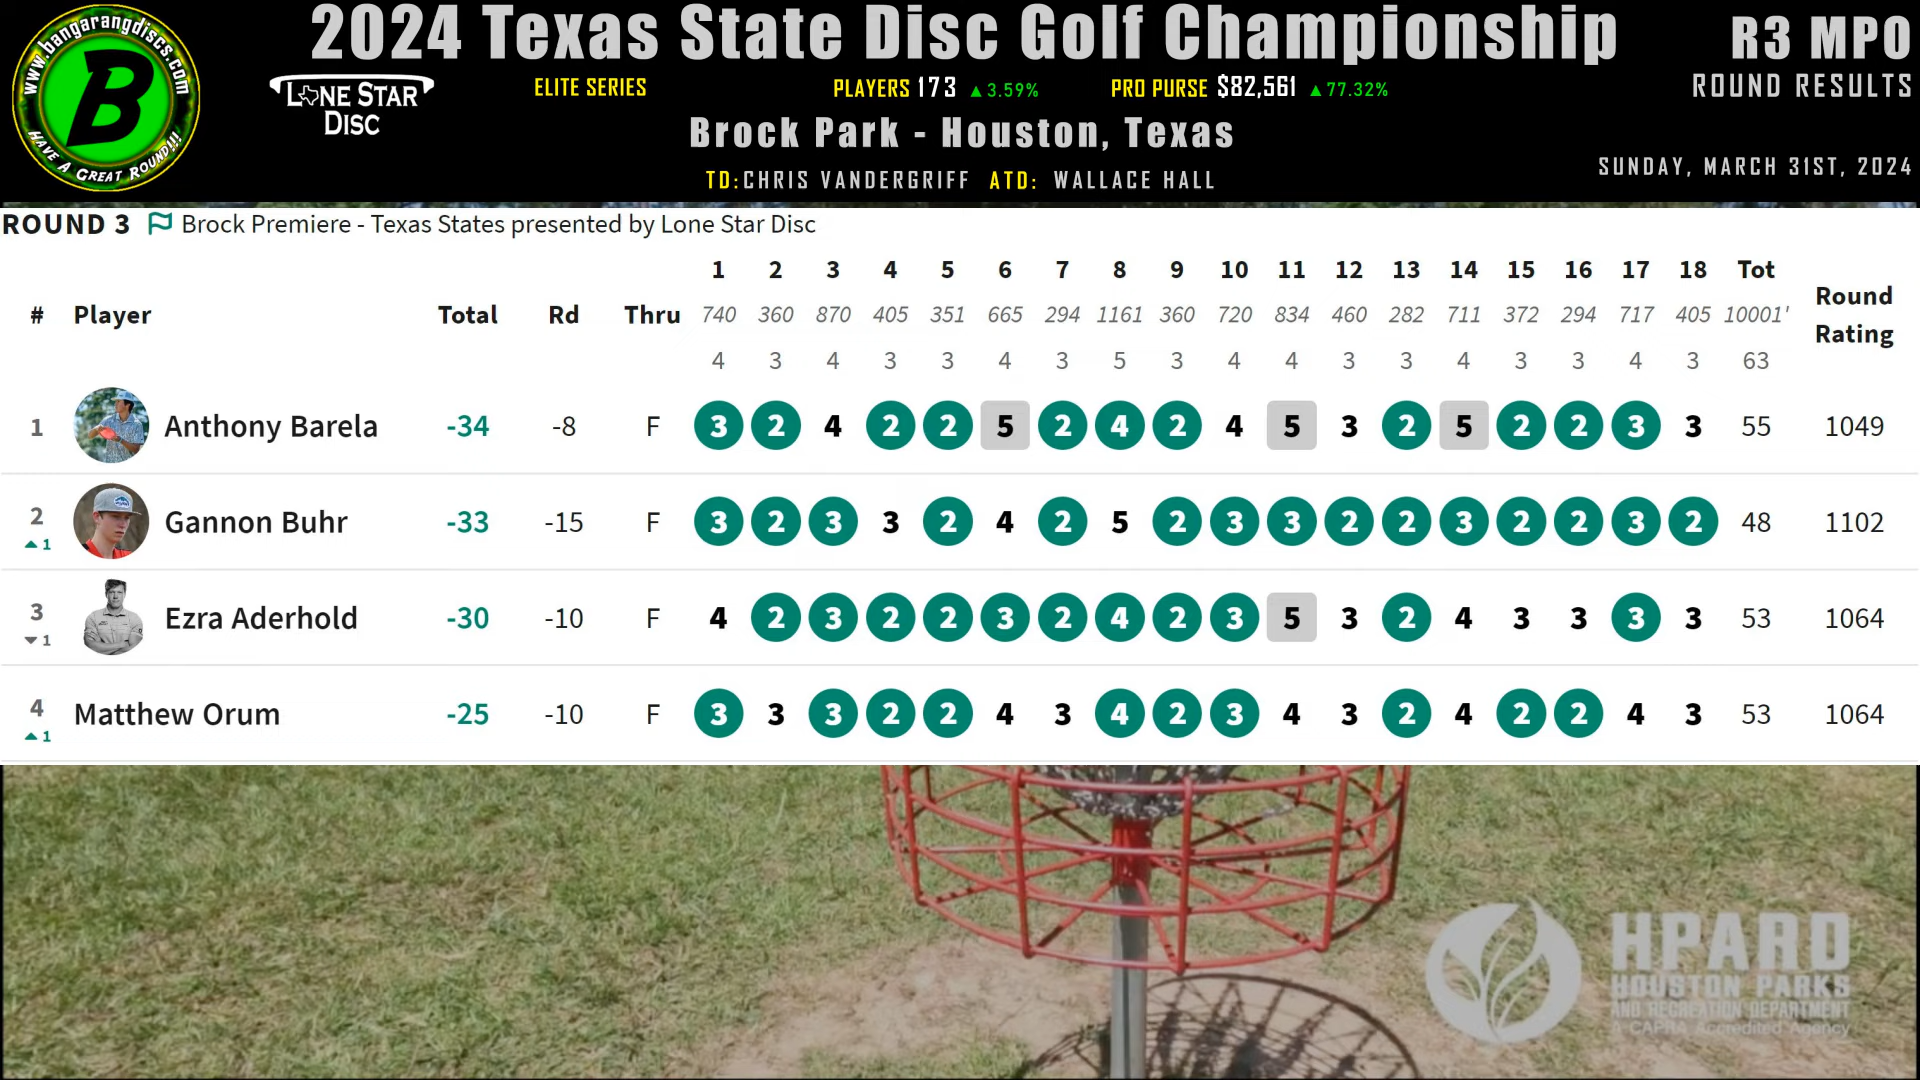 www.bangarangdiscs.com
B
HAVE A GREAT ROUND!!!
2024 Texas State Disc Golf Championship
R3 MPO
ROUND RESULTS
LONE STAR
DISC
ELITE SERIES
PLAYERS 173 ▲3.59%
PRO PURSE $82,561 ▲77.32%
Brock Park - Houston, Texas
TD: CHRIS VANDERGRIFF ATD: WALLACE HALL
SUNDAY, MARCH 31ST, 2024
ROUND 3 Brock Premiere - Texas States presented by Lone Star Disc
1 2 3 4 5 6 7 8 9 10 11 12 13 14 15 16 17 18 Tot
# Player Total Rd Thru 740 360 870 405 351 665 294 1161 360 720 834 460 282 711 372 294 717 405 10001' Round Rating
4 3 4 3 3 4 3 5 3 4 4 3 3 4 3 3 4 3 63
1 Anthony Barela -34 -8 F 3 2 4 2 2 5 2 4 2 4 5 3 2 5 2 2 3 3 55 1049
2 ▲1 Gannon Buhr -33 -15 F 3 2 3 3 2 4 2 5 2 3 3 2 2 3 2 2 3 2 48 1102
3 ▼1 Ezra Aderhold -30 -10 F 4 2 3 2 2 3 2 4 2 3 5 3 2 4 3 3 3 3 53 1064
4 ▲1 Matthew Orum -25 -10 F 3 3 3 2 2 4 3 4 2 3 4 3 2 4 2 2 4 3 53 1064
HPARD
HOUSTON PARKS
AND RECREATION DEPARTMENT
A CAPRA Accredited Agency